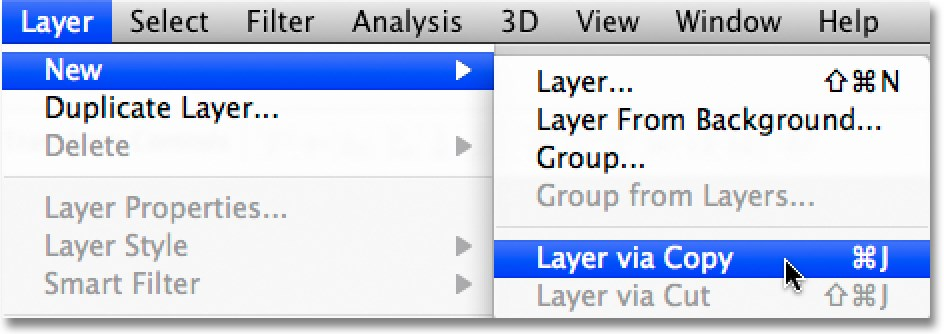 Layer Select Filter Analysis 3D View Window Help
New ▶
Duplicate Layer...
Delete ▶
Layer Properties...
Layer Style ▶
Smart Filter ▶
Layer... ⇧⌘N
Layer From Background...
Group...
Group from Layers...
Layer via Copy ⌘J
Layer via Cut ⇧⌘J